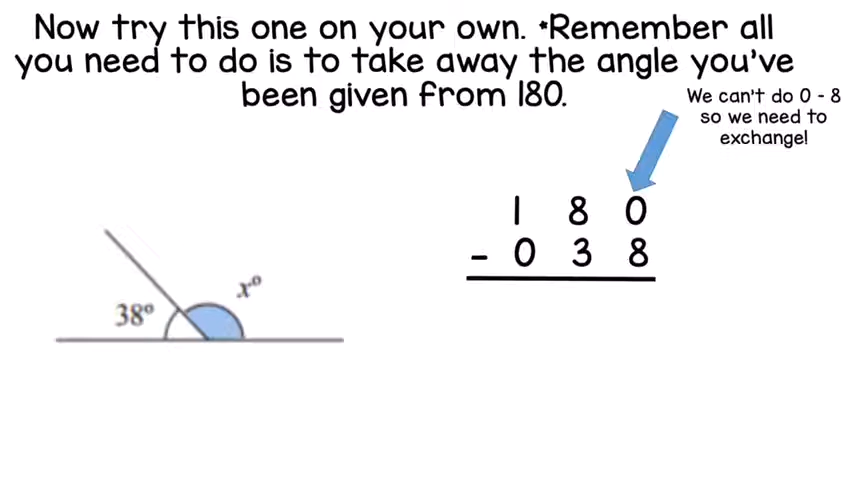 Now try this one on your own. *Remember all
you need to do is to take away the angle you've
been given from 180.
We can't do 0 - 8
so we need to
exchange!
1 8 0
- 0 3 8
38°
x°